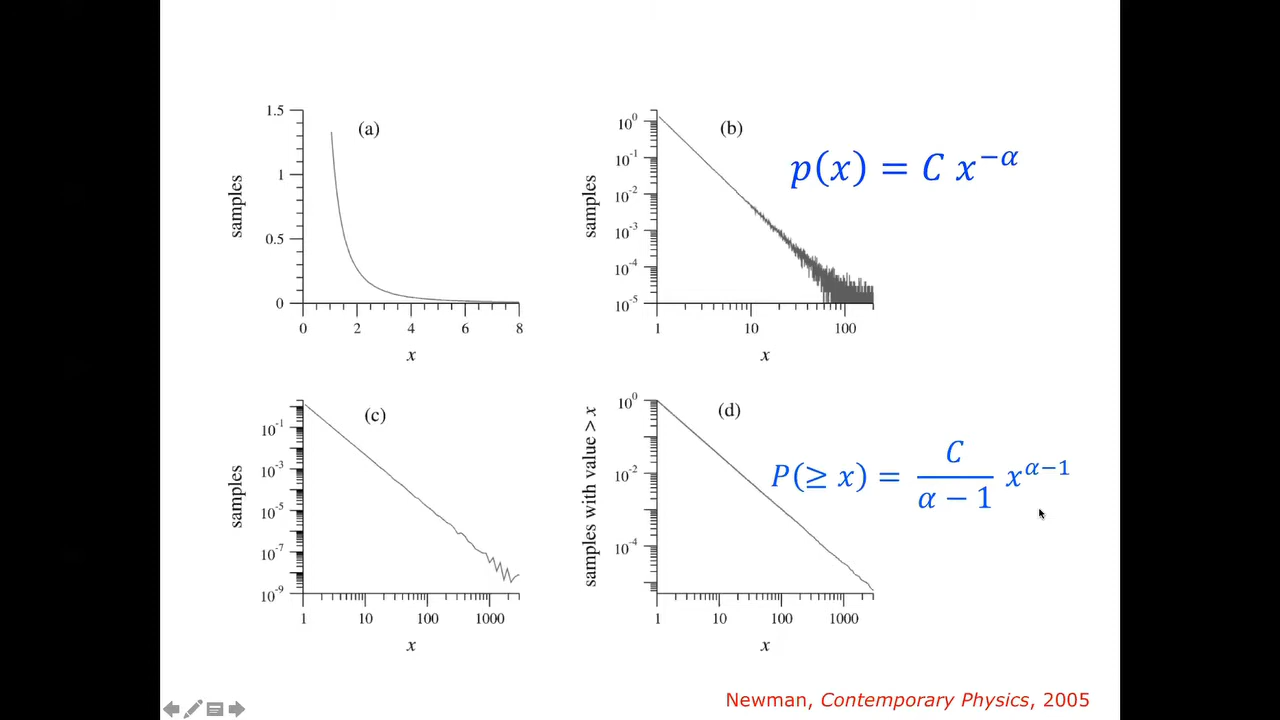 (a)
1.5
1
0.5
0
samples
0 2 4 6 8
x
(b)
10^0
10^-1
10^-2
10^-3
10^-4
10^-5
samples
1 10 100
x
p(x) = C x^{-α}
(c)
10^-1
10^-3
10^-5
10^-7
10^-9
samples
1 10 100 1000
x
(d)
10^0
10^-2
10^-4
samples with value > x
1 10 100 1000
x
P(≥ x) = \frac{C}{α − 1} x^{α−1}
Newman, Contemporary Physics, 2005